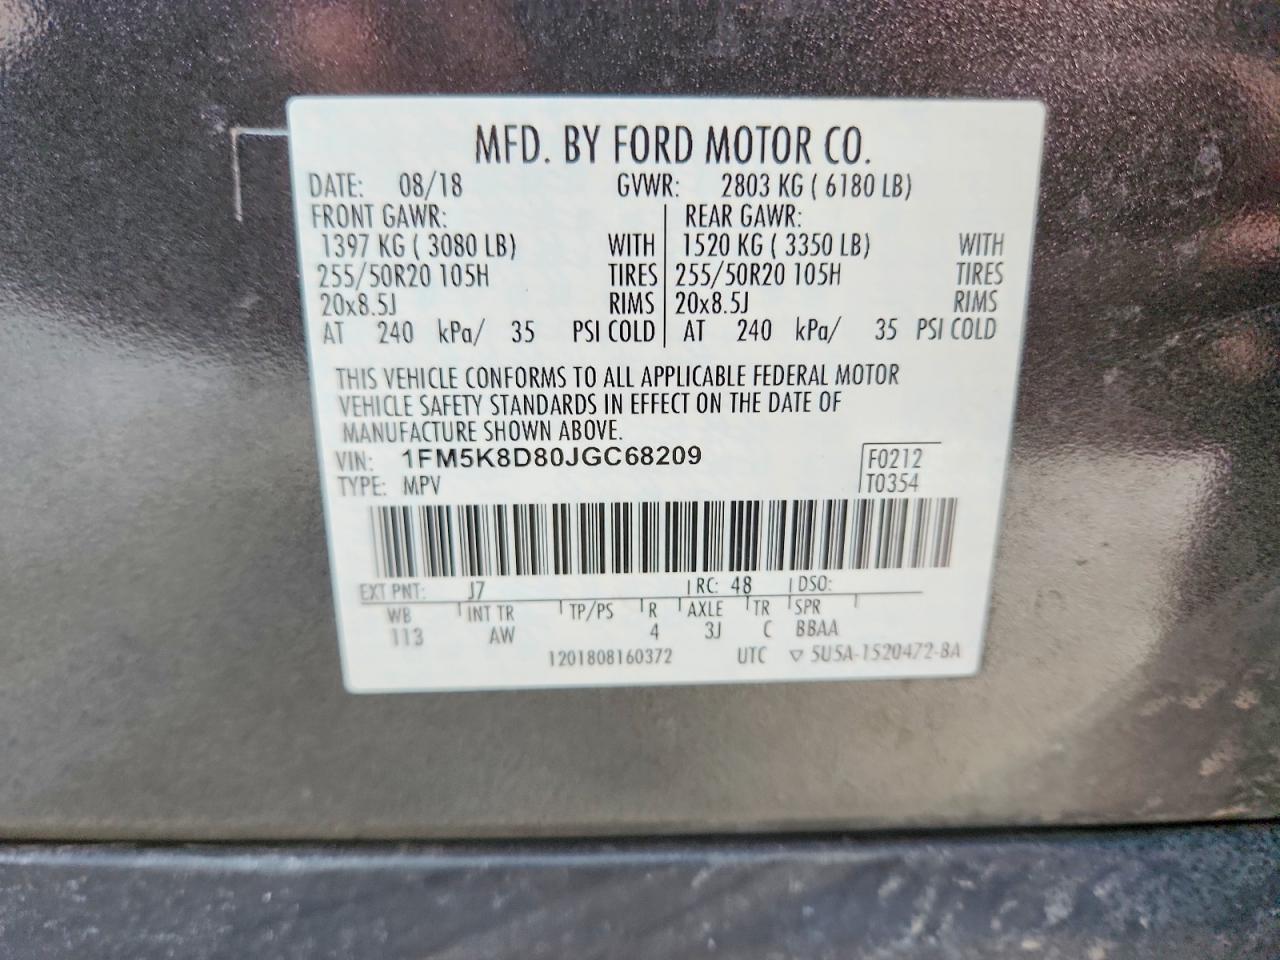 MFD. BY FORD MOTOR CO.
DATE: 08/18 GVWR: 2803 KG ( 6180 LB)
FRONT GAWR: REAR GAWR:
1397 KG ( 3080 LB) WITH 1520 KG ( 3350 LB) WITH
255/50R20 105H TIRES 255/50R20 105H TIRES
20x8.5J RIMS 20x8.5J RIMS
AT 240 kPa/ 35 PSI COLD AT 240 kPa/ 35 PSI COLD
THIS VEHICLE CONFORMS TO ALL APPLICABLE FEDERAL MOTOR
VEHICLE SAFETY STANDARDS IN EFFECT ON THE DATE OF
MANUFACTURE SHOWN ABOVE.
VIN: 1FM5K8D80JGC68209 F0212
TYPE: MPV T0354
EXT PNT: J7 RC: 48 DSO:
WB INT TR TP/PS R AXLE TR SPR
113 AW 4 3J C BBAA
1201808160372 UTC ▽ 5U5A-1520472-BA